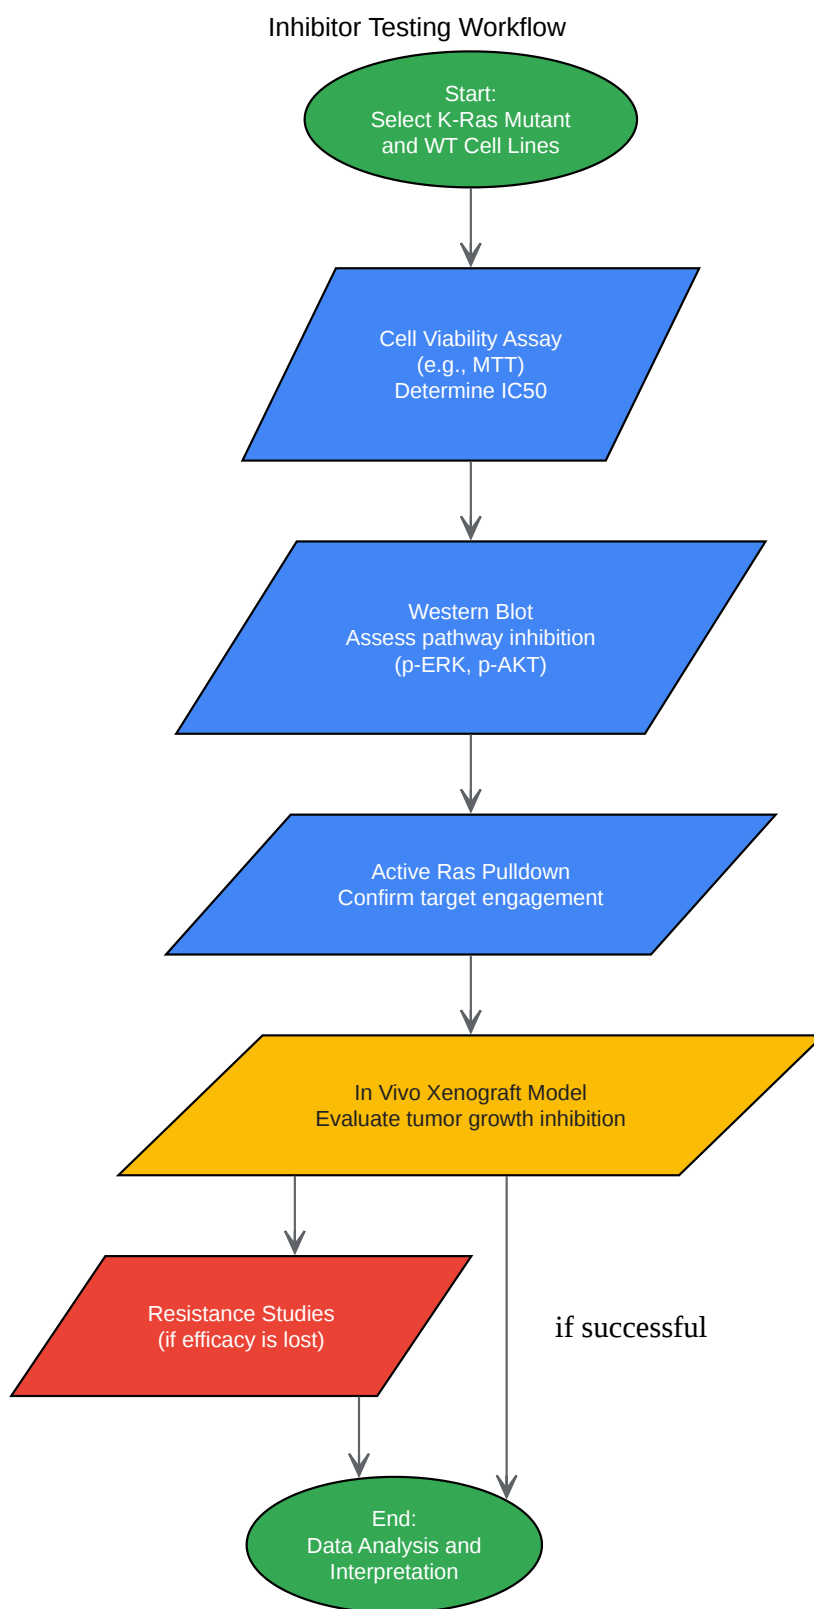 Inhibitor Testing Workflow
Start:
Select K-Ras Mutant
and WT Cell Lines
Cell Viability Assay
(e.g., MTT)
Determine IC50
Western Blot
Assess pathway inhibition
(p-ERK, p-AKT)
Active Ras Pulldown
Confirm target engagement
In Vivo Xenograft Model
Evaluate tumor growth inhibition
Resistance Studies
(if efficacy is lost)
if successful
End:
Data Analysis and
Interpretation